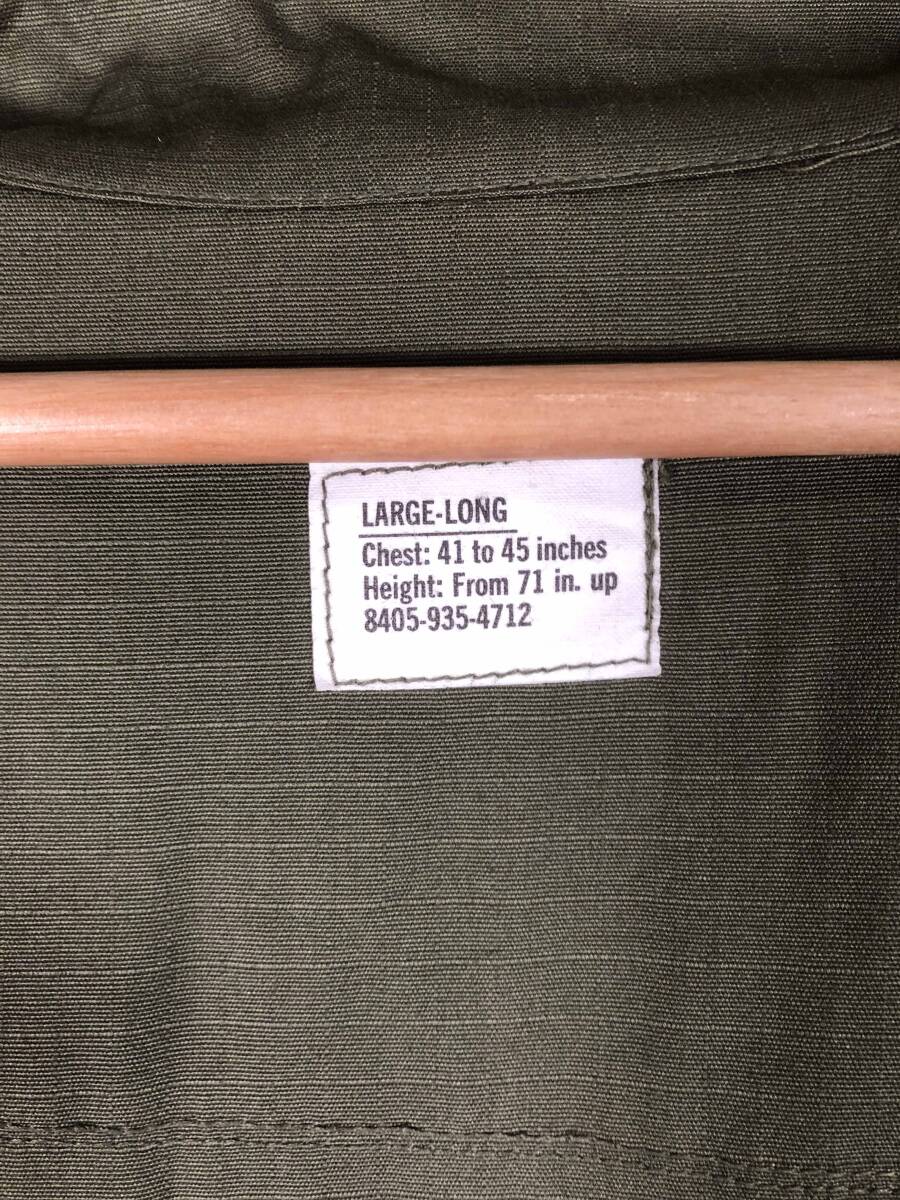 LARGE-LONG
Chest: 41 to 45 inches
Height: From 71 in. up
8405-935-4712